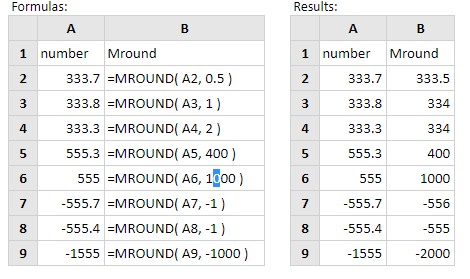 Formulas: Results:
A B A B
1 number Mround 1 number Mround
2 333.7 =MROUND( A2, 0.5 ) 2 333.7 333.5
3 333.8 =MROUND( A3, 1 ) 3 333.8 334
4 333.3 =MROUND( A4, 2 ) 4 333.3 334
5 555.3 =MROUND( A5, 400 ) 5 555.3 400
6 555 =MROUND( A6, 1000 ) 6 555 1000
7 -555.7 =MROUND( A7, -1 ) 7 -555.7 -556
8 -555.4 =MROUND( A8, -1 ) 8 -555.4 -555
9 -1555 =MROUND( A9, -1000 ) 9 -1555 -2000